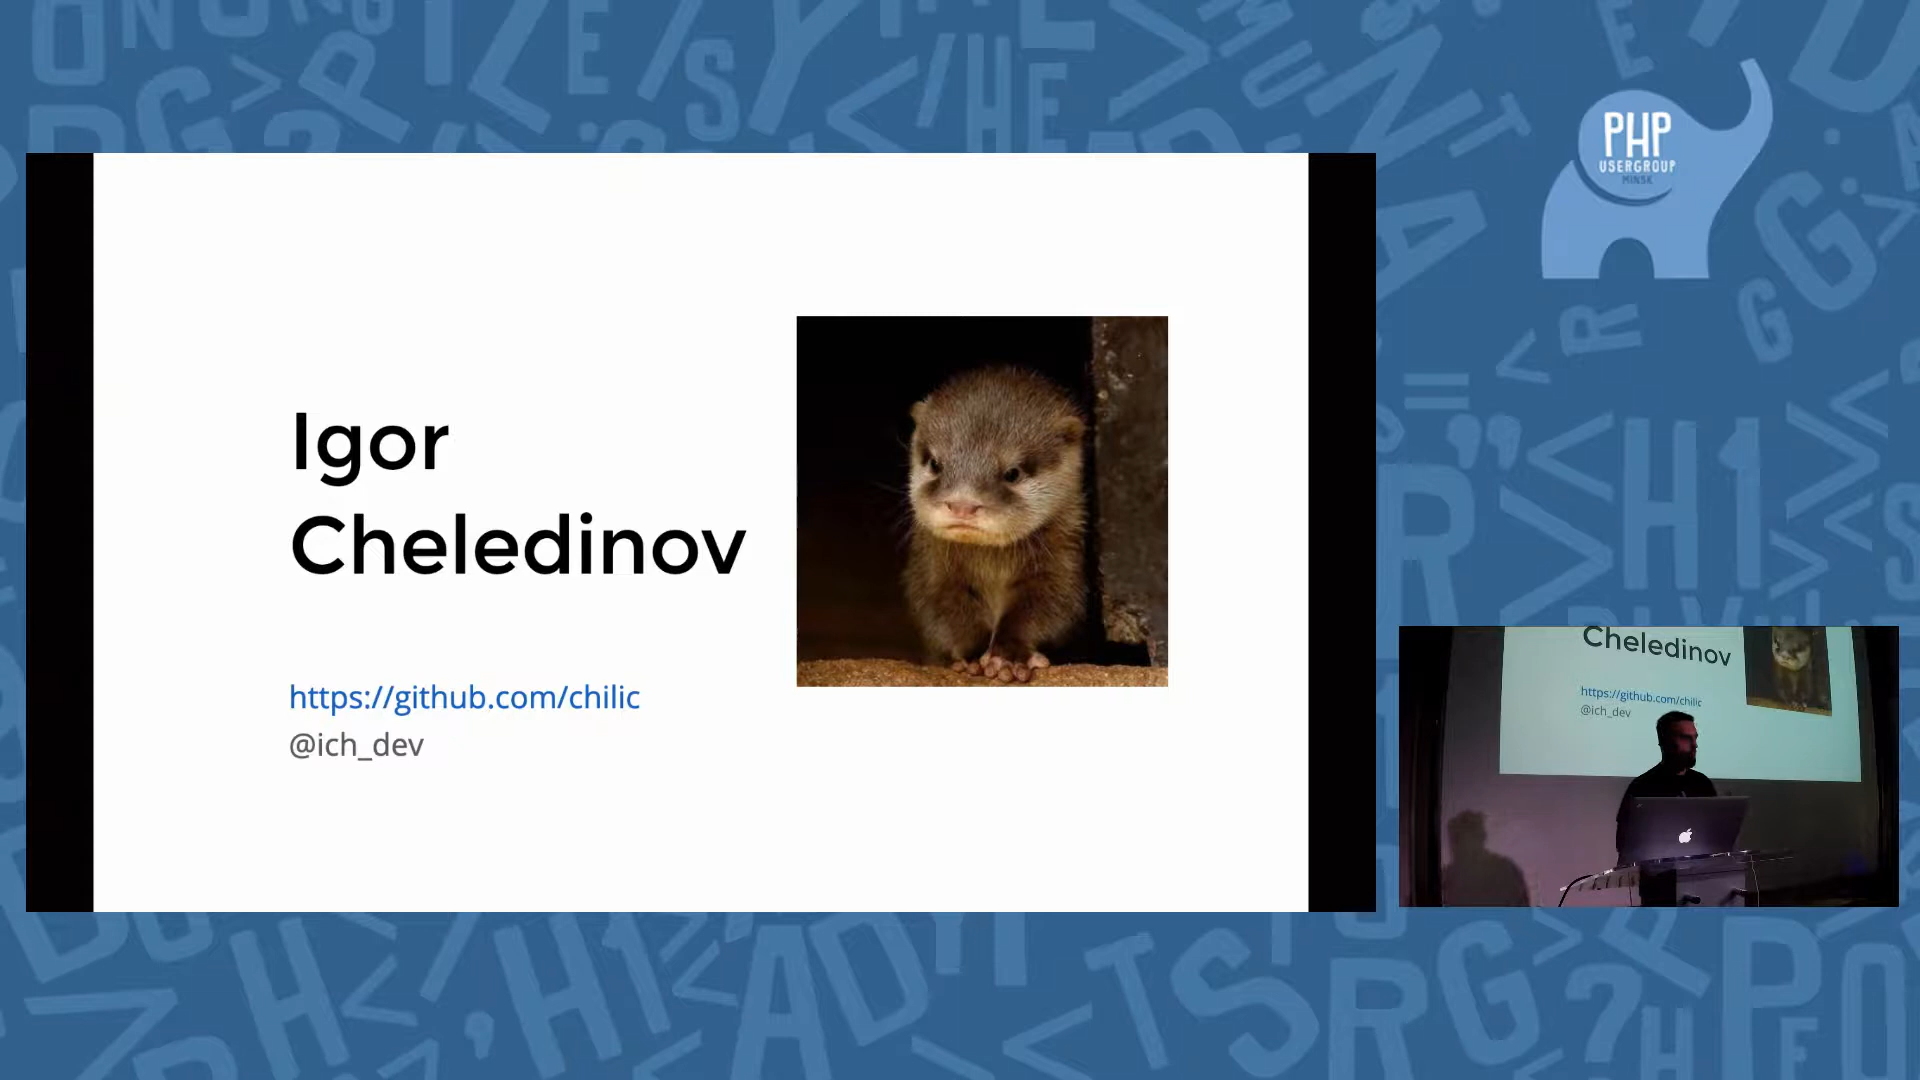 PHP
USERGROUP
MINSK
Igor
Cheledinov
https://github.com/chilic
@ich_dev
Cheledinov
https://github.com/chilic
@ich_dev